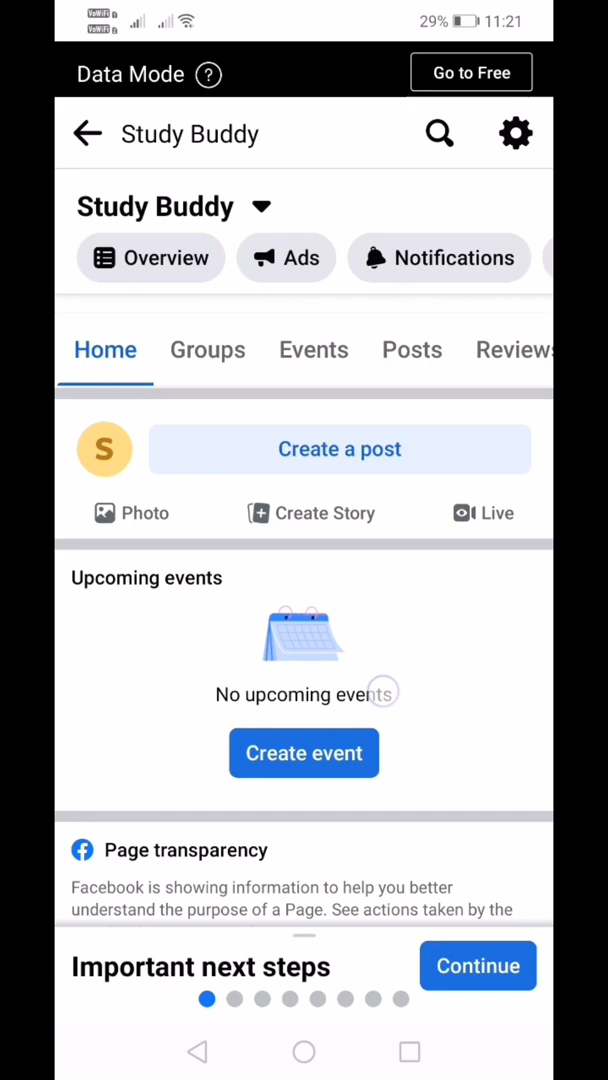 VoWiFi
VoWiFi
29% 11:21
Data Mode ?
Go to Free
Study Buddy
Study Buddy
Overview
Ads
Notifications
Home
Groups
Events
Posts
Reviews
S
Create a post
Photo
Create Story
Live
Upcoming events
No upcoming events
Create event
Page transparency
Facebook is showing information to help you better
understand the purpose of a Page. See actions taken by the
Important next steps
Continue